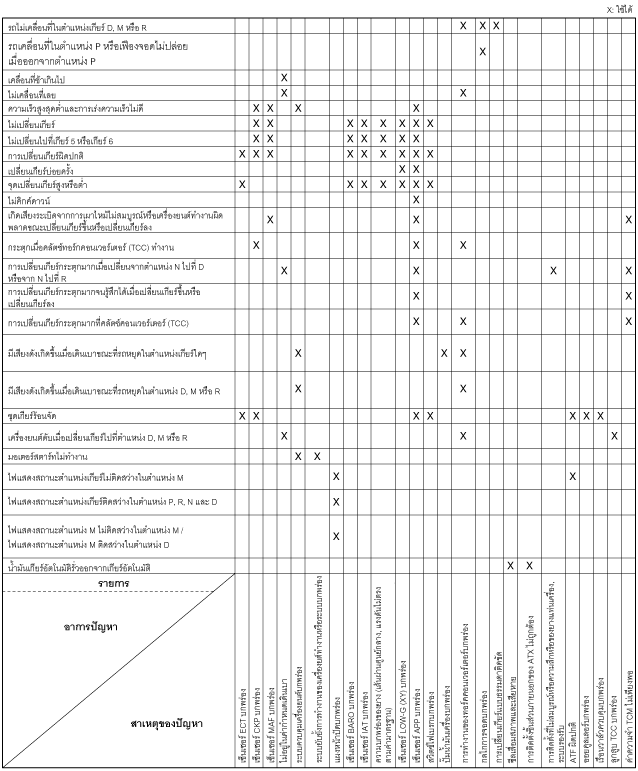 X: ใช้ได้
รถไม่เคลื่อนที่ในตำแหน่งเกียร์ D, M หรือ R X X X
รถเคลื่อนที่ในตำแหน่ง P หรือเฟืองจอดไม่ปล่อย
เมื่อออกจากตำแหน่ง P X
เคลื่อนที่ช้าเกินไป X
ไม่เคลื่อนที่เลย X X
ความเร็วสูงสุดต่ำและการเร่งความเร็วไม่ดี X X X X
ไม่เปลี่ยนเกียร์ X X X X X X X X
ไม่เปลี่ยนไปที่เกียร์ 5 หรือเกียร์ 6 X X X X X X X
การเปลี่ยนเกียร์ผิดปกติ X X X X X X X X X
เปลี่ยนเกียร์บ่อยครั้ง X X
จุดเปลี่ยนเกียร์สูงหรือต่ำ X X X X X X X
ไม่คิกค์ดาวน์ X
เกิดเสียงระเบิดจากการเผาไหม้ไม่สมบูรณ์หรือเครื่องยนต์ทำงานผิด
พลาดขณะเปลี่ยนเกียร์ขึ้นหรือเปลี่ยนเกียร์ลง X X X
กระตุกเมื่อคลัตช์ทอร์กคอนเวอร์เตอร์ (TCC) ทำงาน X X X
การเปลี่ยนเกียร์กระตุกมากเมื่อเปลี่ยนจากตำแหน่ง N ไปที่ D
หรือจาก N ไปที่ R X X X X
การเปลี่ยนเกียร์กระตุกมากจนรู้สึกได้เมื่อเปลี่ยนเกียร์ขึ้นหรือ
เปลี่ยนเกียร์ลง X X
การเปลี่ยนเกียร์กระตุกมากที่คลัตช์คอนเวอร์เตอร์ (TCC) X X X
มีเสียงดังเกิดขึ้นเมื่อเดินเบาขณะที่รถหยุดในตำแหน่งเกียร์ใดๆ X X X
มีเสียงดังเกิดขึ้นเมื่อเดินเบาขณะที่รถหยุดในตำแหน่ง D, M หรือ R X X
ชุดเกียร์ร้อนจัด X X X X X X X
เครื่องยนต์ดับเมื่อเปลี่ยนเกียร์ไปที่ตำแหน่ง D, M หรือ R X X X
มอเตอร์สตาร์ทไม่ทำงาน X X
ไฟแสดงสถานะตำแหน่งเกียร์ไม่ติดสว่างในตำแหน่ง M X X
ไฟแสดงสถานะตำแหน่งเกียร์ติดสว่างในตำแหน่ง P, R, N และ D X
ไฟแสดงสถานะตำแหน่ง M ไม่ติดสว่างในตำแหน่ง M /
ไฟแสดงสถานะตำแหน่ง M ติดสว่างในตำแหน่ง D X
น้ำมันเกียร์อัตโนมัติรั่วออกจากเกียร์อัตโนมัติ X X
รายการ
อาการปัญหา
สาเหตุของปัญหา
เซ็นเซอร์ ECT บกพร่อง
เซ็นเซอร์ CKP บกพร่อง
เซ็นเซอร์ MAF บกพร่อง
ไม่อยู่ในค่ากำหนดเดินเบา
ระบบควบคุมเครื่องยนต์บกพร่อง
ระบบยับยั้งการทำงานของเครื่องยนต์ทำงานหรือระบบบกพร่อง
แผงหน้าปัดบกพร่อง
เซ็นเซอร์ BARO บกพร่อง
เซ็นเซอร์ IAT บกพร่อง
สภาพบกพร่องของยาง (เส้นผ่านศูนย์กลาง, แรงดันไม่ตรง
ตามค่ามาตรฐาน)
เซ็นเซอร์ LOW-G (XY) บกพร่อง
เซ็นเซอร์ APP บกพร่อง
สวิตช์ไฟเบรกบกพร่อง
ปั๊มน้ำมันเครื่องบกพร่อง
การทำงานของทอร์คคอนเวอร์เตอร์บกพร่อง
กลไกการจอดบกพร่อง
การเปลี่ยนเกียร์แบบธรรมดาติดขัด
ซีลเสื่อมสภาพและเสียหาย
การติดตั้งชิ้นส่วนภายนอกของ ATX ไม่ถูกต้อง
การติดตั้งที่ไม่สมบูรณ์หรือความสึกหรอของยางแท่นเครื่อง,
ระบบรองรับ
ATF ผิดปกติ
ออยคูลเลอร์บกพร่อง
เรือนวาล์วควบคุมบกพร่อง
ลูกสูบ TCC บกพร่อง
ตัวความจำ TCM ไม่เพียงพอ